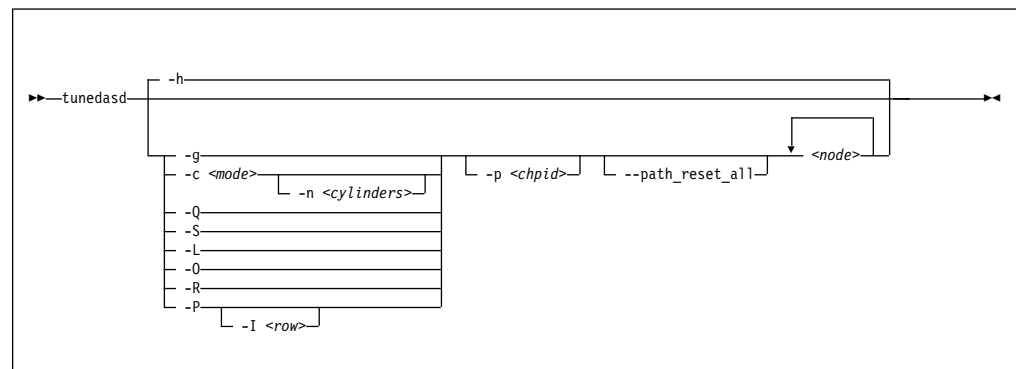 -h
tunedasd
-g -p <chpid> --path_reset_all <node>
-c <mode>
-n <cylinders>
-Q
-S
-L
-O
-R
-P
-I <row>